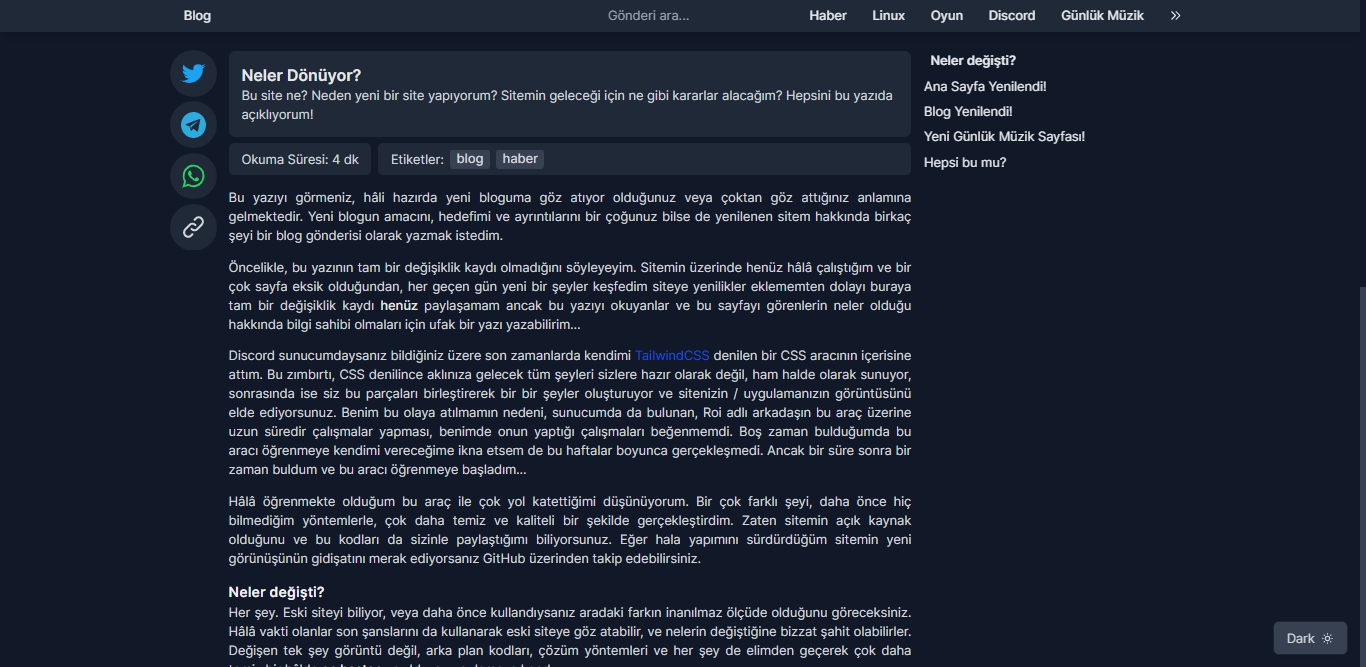 Blog
Gönderi ara...
Haber
Linux
Oyun
Discord
Günlük Müzik
Neler Dönüyor?
Bu site ne? Neden yeni bir site yapıyorum? Sitemin geleceği için ne gibi kararlar alacağım? Hepsini bu yazıda
açıklıyorum!
Okuma Süresi: 4 dk
Etiketler: blog haber
Bu yazıyı görmeniz, hâli hazırda yeni bloguma göz atıyor olduğunuz veya çoktan göz attığınız anlamına
gelmektedir. Yeni blogun amacını, hedefimi ve ayrıntılarını bir çoğunuz bilse de yenilenen sitem hakkında birkaç
şeyi bir blog gönderisi olarak yazmak istedim.
Öncelikle, bu yazının tam bir değişiklik kaydı olmadığını söyleyeyim. Sitemin üzerinde henüz hâlâ çalıştığım ve bir
çok sayfa eksik olduğundan, her geçen gün yeni bir şeyler keşfedim siteye yenilikler eklememten dolayı buraya
tam bir değişiklik kaydı henüz paylaşamam ancak bu yazıyı okuyanlar ve bu sayfayı görenlerin neler olduğu
hakkında bilgi sahibi olmaları için ufak bir yazı yazabilirim...
Discord sunucumdaysanız bildiğiniz üzere son zamanlarda kendimi TailwindCSS denilen bir CSS aracının içerisine
attım. Bu zımbırtı, CSS denilince aklınıza gelecek tüm şeyleri sizlere hazır olarak değil, ham halde olarak sunuyor,
sonrasında ise siz bu parçaları birleştirerek bir bir şeyler oluşturuyor ve sitenizin / uygulamanızın görüntüsünü
elde ediyorsunuz. Benim bu olaya atılmamın nedeni, sunucumda da bulunan, Roi adlı arkadaşın bu araç üzerine
uzun süredir çalışmalar yapması, benimde onun yaptığı çalışmaları beğenmemdi. Boş zaman bulduğumda bu
aracı öğrenmeye kendimi vereceğime ikna etsem de bu haftalar boyunca gerçekleşmedi. Ancak bir süre sonra bir
zaman buldum ve bu aracı öğrenmeye başladım...
Hâlâ öğrenmekte olduğum bu araç ile çok yol katettiğimi düşünüyorum. Bir çok farklı şeyi, daha önce hiç
bilmediğim yöntemlerle, çok daha temiz ve kaliteli bir şekilde gerçekleştirdim. Zaten sitemin açık kaynak
olduğunu ve bu kodları da sizinle paylaştığımı biliyorsunuz. Eğer hala yapımını sürdürdüğüm sitemin yeni
görünüşünün gidişatını merak ediyorsanız GitHub üzerinden takip edebilirsiniz.
Neler değişti?
Her şey. Eski siteyi biliyor, veya daha önce kullandıysanız aradaki farkın inanılmaz ölçüde olduğunu göreceksiniz.
Hâlâ vakti olanlar son şanslarını da kullanarak eski siteye göz atabilir, ve nelerin değiştiğine bizzat şahit olabilirler.
Değişen tek şey görüntü değil, arka plan kodları, çözüm yöntemleri ve her şey de elimden geçerek çok daha
Neler değişti?
Ana Sayfa Yenilendi!
Blog Yenilendi!
Yeni Günlük Müzik Sayfası!
Hepsi bu mu?
Dark